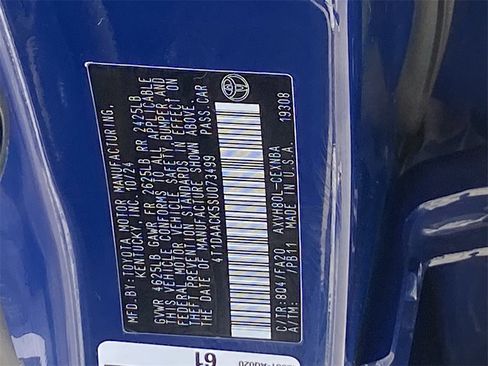 MFD.BY: TOYOTA MOTOR MANUFACTURING,
KENTUCKY, INC. 10/24
GVWR 4625LB GAWR FR 2625LB RR 2425LB
THIS VEHICLE CONFORMS TO ALL APPLICABLE
FEDERAL MOTOR VEHICLE SAFETY, BUMPER, AND
THEFT PREVENTION STANDARDS IN EFFECT ON
THE DATE OF MANUFACTURE SHOWN ABOVE.
4T1DAACK5SU073499 PASS.CAR
C/TR:8Q4/FA20 AXVH80L-CEXNBA
A/TM: /PB11 MADE IN U.S.A. 19308
61